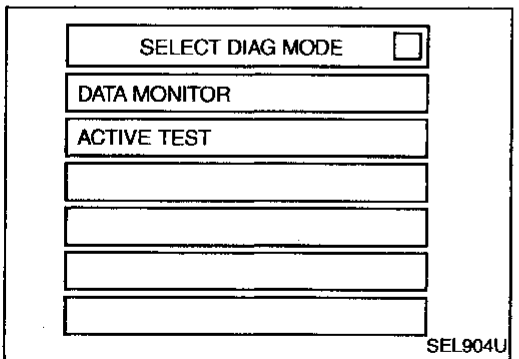 SELECT DIAG MODE
DATA MONITOR
ACTIVE TEST
SEL904U